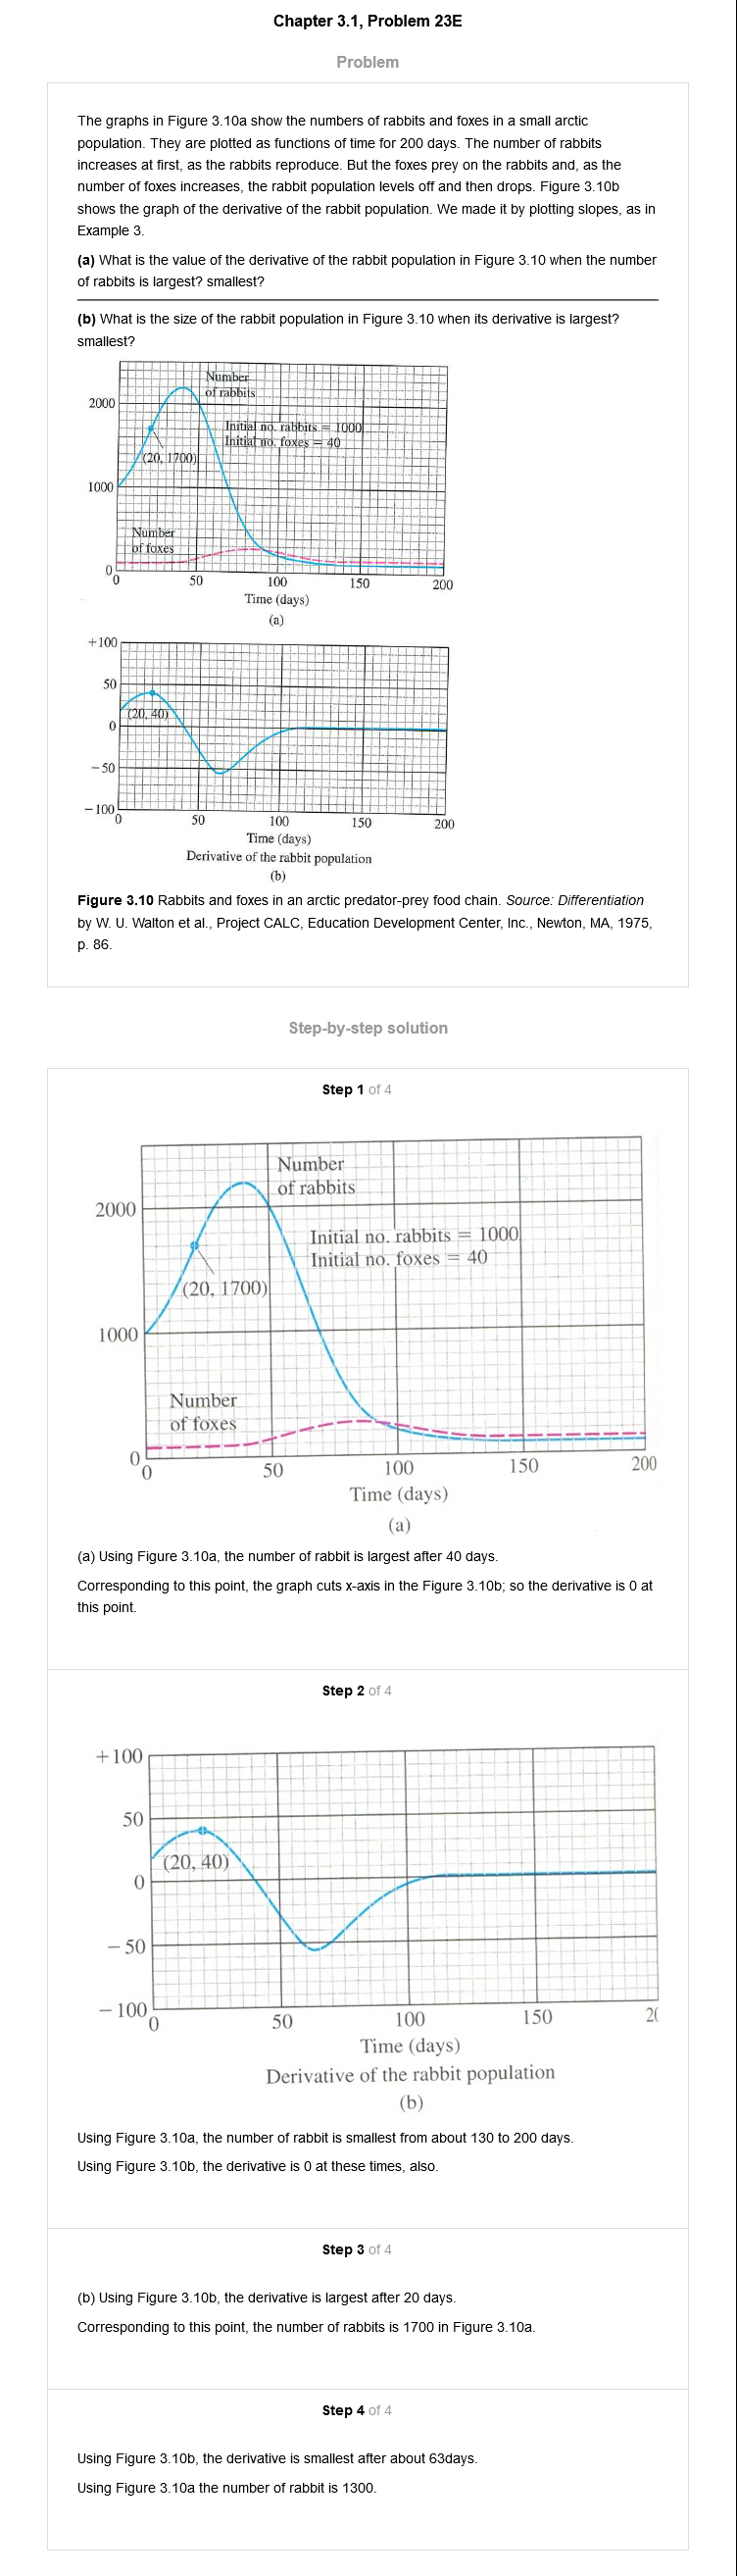 Chapter 3.1, Problem 23E
Problem
The graphs in Figure 3.10a show the numbers of rabbits and foxes in a small arctic
population. They are plotted as functions of time for 200 days. The number of rabbits
increases at first, as the rabbits reproduce. But the foxes prey on the rabbits and, as the
number of foxes increases, the rabbit population levels off and then drops. Figure 3.10b
shows the graph of the derivative of the rabbit population. We made it by plotting slopes, as in
Example 3.
(a) What is the value of the derivative of the rabbit population in Figure 3.10 when the number
of rabbits is largest? smallest?
(b) What is the size of the rabbit population in Figure 3.10 when its derivative is largest?
smallest?
Number
of rabbits
2000
Initial no. rabbits = 1000
Initial no. foxes = 40
(20, 1700)
1000
Number
of foxes
0
0 50 100 150 200
Time (days)
(a)
+100
50
(20, 40)
0
−50
−100
0 50 100 150 200
Time (days)
Derivative of the rabbit population
(b)
Figure 3.10 Rabbits and foxes in an arctic predator-prey food chain. Source: Differentiation
by W. U. Walton et al., Project CALC, Education Development Center, Inc., Newton, MA, 1975,
p. 86.
Step-by-step solution
Step 1 of 4
Number
of rabbits
2000
Initial no. rabbits = 1000
Initial no. foxes = 40
(20, 1700)
1000
Number
of foxes
0
0 50 100 150 200
Time (days)
(a)
(a) Using Figure 3.10a, the number of rabbit is largest after 40 days.
Corresponding to this point, the graph cuts x-axis in the Figure 3.10b; so the derivative is 0 at
this point.
Step 2 of 4
+100
50
(20, 40)
0
−50
−100
0 50 100 150 20
Time (days)
Derivative of the rabbit population
(b)
Using Figure 3.10a, the number of rabbit is smallest from about 130 to 200 days.
Using Figure 3.10b, the derivative is 0 at these times, also.
Step 3 of 4
(b) Using Figure 3.10b, the derivative is largest after 20 days.
Corresponding to this point, the number of rabbits is 1700 in Figure 3.10a.
Step 4 of 4
Using Figure 3.10b, the derivative is smallest after about 63days.
Using Figure 3.10a the number of rabbit is 1300.